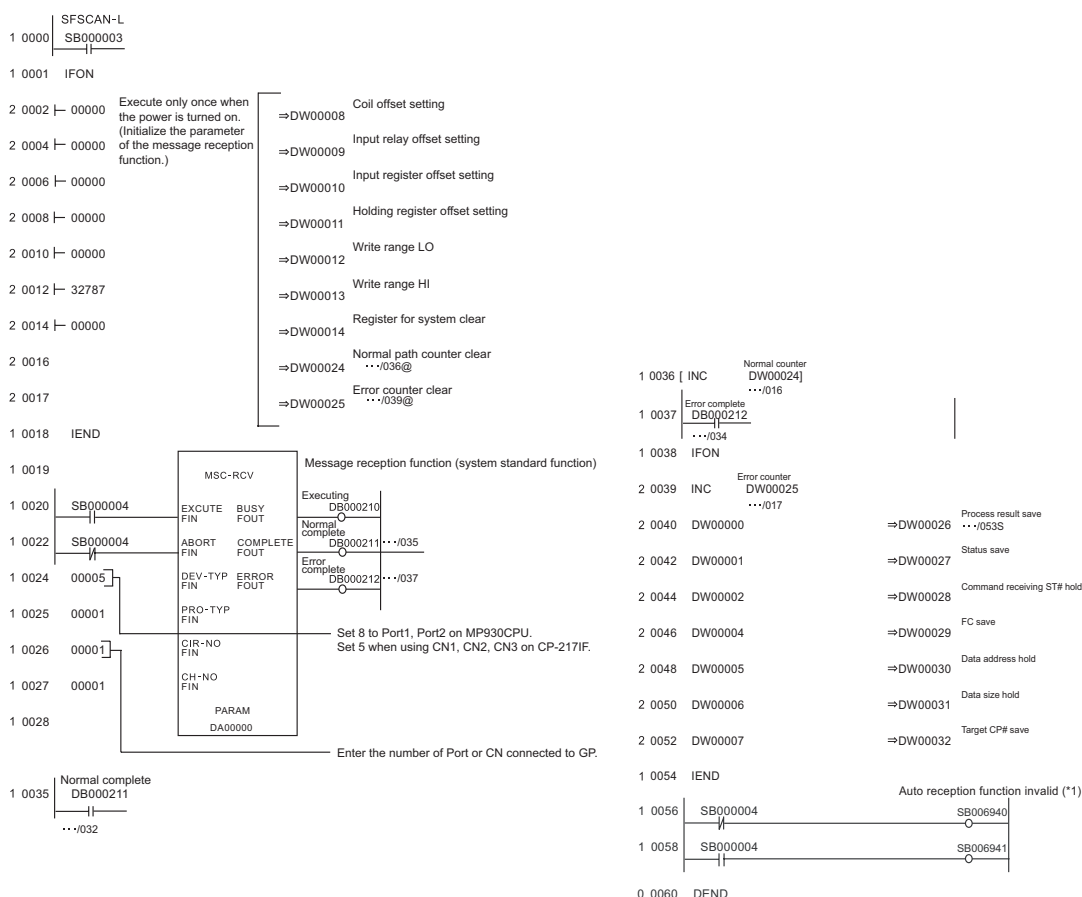 SFSCAN-L
1 0000 SB000003
1 0001 IFON
2 0002 00000 Execute only once when the power is turned on. (Initialize the parameter of the message reception function.)
⇒DW00008 Coil offset setting
2 0004 00000 ⇒DW00009 Input relay offset setting
2 0006 00000 ⇒DW00010 Input register offset setting
2 0008 00000 ⇒DW00011 Holding register offset setting
2 0010 00000 ⇒DW00012 Write range LO
2 0012 32787 ⇒DW00013 Write range HI
2 0014 00000 ⇒DW00014 Register for system clear
2 0016 ⇒DW00024 Normal path counter clear
···/036@
2 0017 ⇒DW00025 Error counter clear
···/039@
1 0018 IEND
1 0019 MSC-RCV Message reception function (system standard function)
1 0020 SB000004 EXCUTE FIN BUSY FOUT Executing DB000210
1 0022 SB000004 ABORT FIN COMPLETE FOUT Normal complete DB000211 ···/035
1 0024 00005 DEV-TYP FIN ERROR FOUT Error complete DB000212 ···/037
1 0025 00001 PRO-TYP FIN
Set 8 to Port1, Port2 on MP930CPU.
Set 5 when using CN1, CN2, CN3 on CP-217IF.
1 0026 00001 CIR-NO FIN
1 0027 00001 CH-NO FIN
1 0028 PARAM
DA00000
Enter the number of Port or CN connected to GP.
Normal complete
1 0035 DB000211
···/032
Normal counter
1 0036 [ INC DW00024]
···/016
Error complete
1 0037 DB000212
···/034
1 0038 IFON
Error counter
2 0039 INC DW00025
···/017
2 0040 DW00000 ⇒DW00026 Process result save
···/053S
2 0042 DW00001 ⇒DW00027 Status save
2 0044 DW00002 ⇒DW00028 Command receiving ST# hold
2 0046 DW00004 ⇒DW00029 FC save
2 0048 DW00005 ⇒DW00030 Data address hold
2 0050 DW00006 ⇒DW00031 Data size hold
2 0052 DW00007 ⇒DW00032 Target CP# save
1 0054 IEND
Auto reception function invalid (*1)
1 0056 SB000004 SB006940
1 0058 SB000004 SB006941
0 0060 DEND